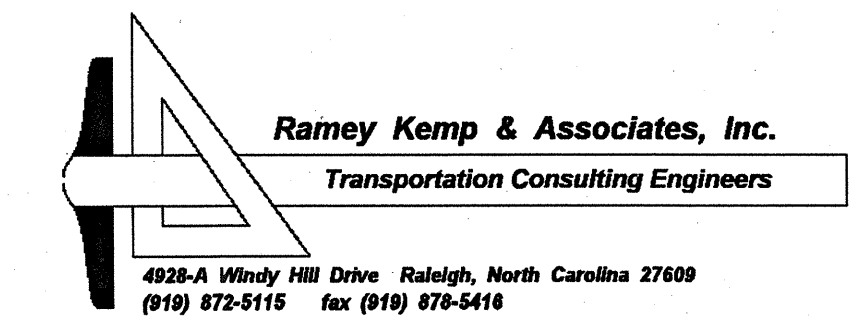 Ramey Kemp & Associates, Inc.
Transportation Consulting Engineers
4928-A Windy Hill Drive Raleigh, North Carolina 27609
(919) 872-5115 fax (919) 878-5416